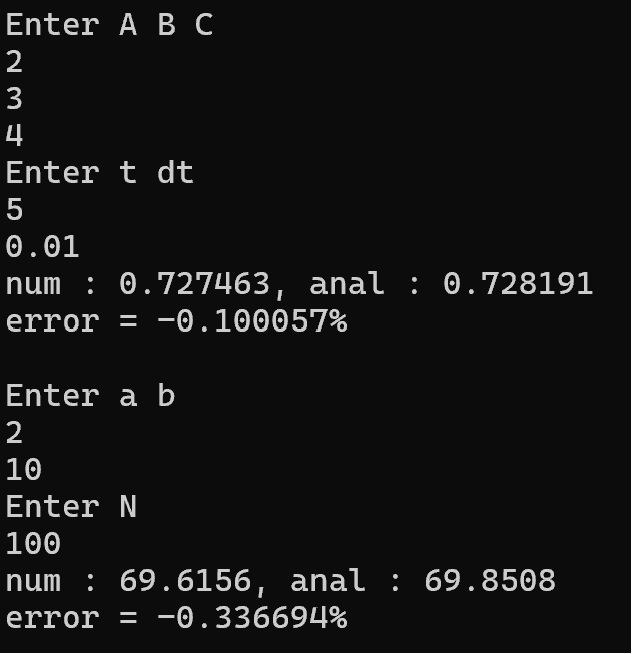 Enter A B C
2
3
4
Enter t dt
5
0.01
num : 0.727463, anal : 0.728191
error = -0.100057%
Enter a b
2
10
Enter N
100
num : 69.6156, anal : 69.8508
error = -0.336694%